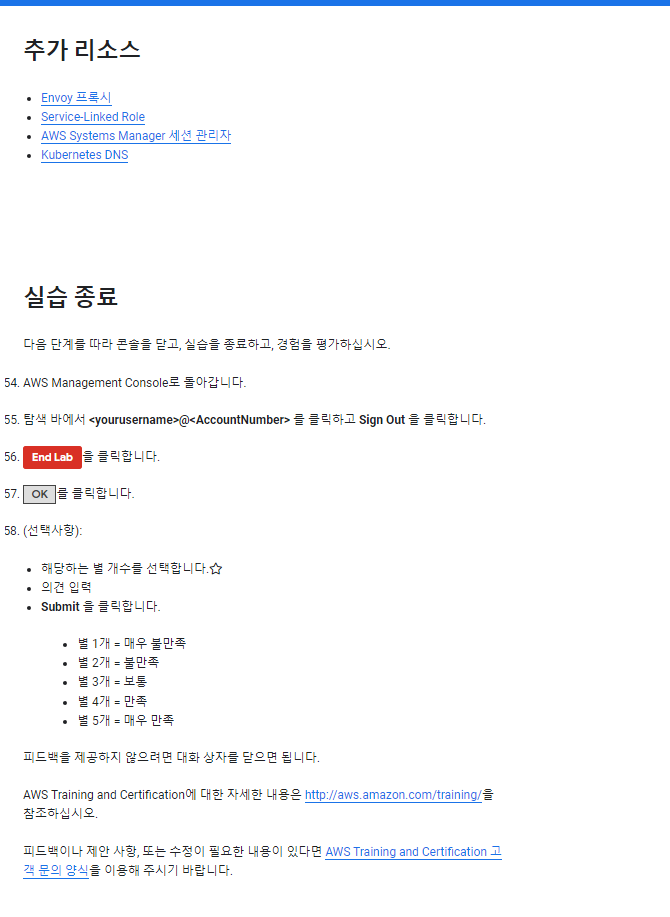 추가 리소스
Envoy 프록시
Service-Linked Role
AWS Systems Manager 세션 관리자
Kubernetes DNS
실습 종료
다음 단계를 따라 콘솔을 닫고, 실습을 종료하고, 경험을 평가하십시오.
54. AWS Management Console로 돌아갑니다.
55. 탐색 바에서 <yourusername>@<AccountNumber> 를 클릭하고 Sign Out 을 클릭합니다.
56. End Lab을 클릭합니다.
57. OK를 클릭합니다.
58. (선택사항):
해당하는 별 개수를 선택합니다.☆
의견 입력
Submit 을 클릭합니다.
별 1개 = 매우 불만족
별 2개 = 불만족
별 3개 = 보통
별 4개 = 만족
별 5개 = 매우 만족
피드백을 제공하지 않으려면 대화 상자를 닫으면 됩니다.
AWS Training and Certification에 대한 자세한 내용은 http://aws.amazon.com/training/을
참조하십시오.
피드백이나 제안 사항, 또는 수정이 필요한 내용이 있다면 AWS Training and Certification 고
객 문의 양식을 이용해 주시기 바랍니다.